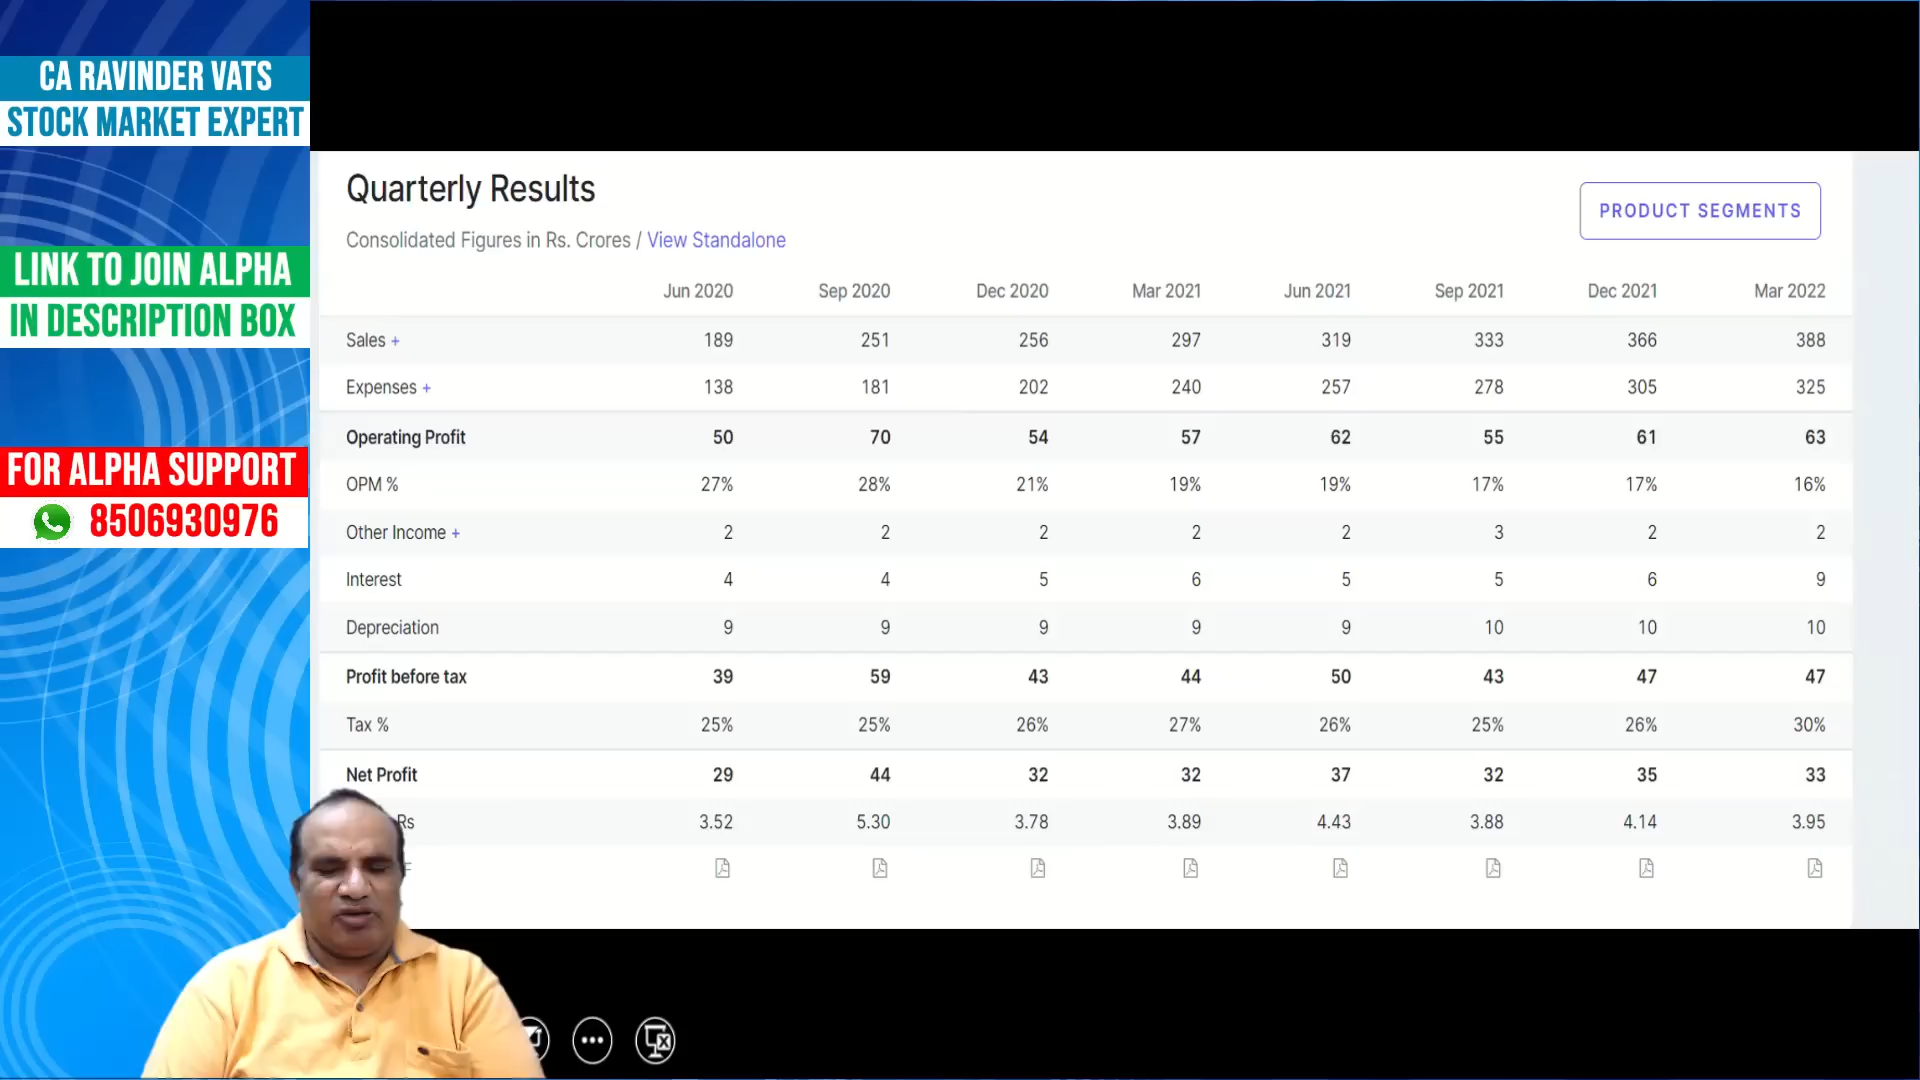 CA RAVINDER VATS
STOCK MARKET EXPERT
LINK TO JOIN ALPHA
IN DESCRIPTION BOX
FOR ALPHA SUPPORT
8506930976
Quarterly Results
PRODUCT SEGMENTS
Consolidated Figures in Rs. Crores / View Standalone
Jun 2020 Sep 2020 Dec 2020 Mar 2021 Jun 2021 Sep 2021 Dec 2021 Mar 2022
Sales + 189 251 256 297 319 333 366 388
Expenses + 138 181 202 240 257 278 305 325
Operating Profit 50 70 54 57 62 55 61 63
OPM % 27% 28% 21% 19% 19% 17% 17% 16%
Other Income + 2 2 2 2 2 3 2 2
Interest 4 4 5 6 5 5 6 9
Depreciation 9 9 9 9 9 10 10 10
Profit before tax 39 59 43 44 50 43 47 47
Tax % 25% 25% 26% 27% 26% 25% 26% 30%
Net Profit 29 44 32 32 37 32 35 33
Rs 3.52 5.30 3.78 3.89 4.43 3.88 4.14 3.95